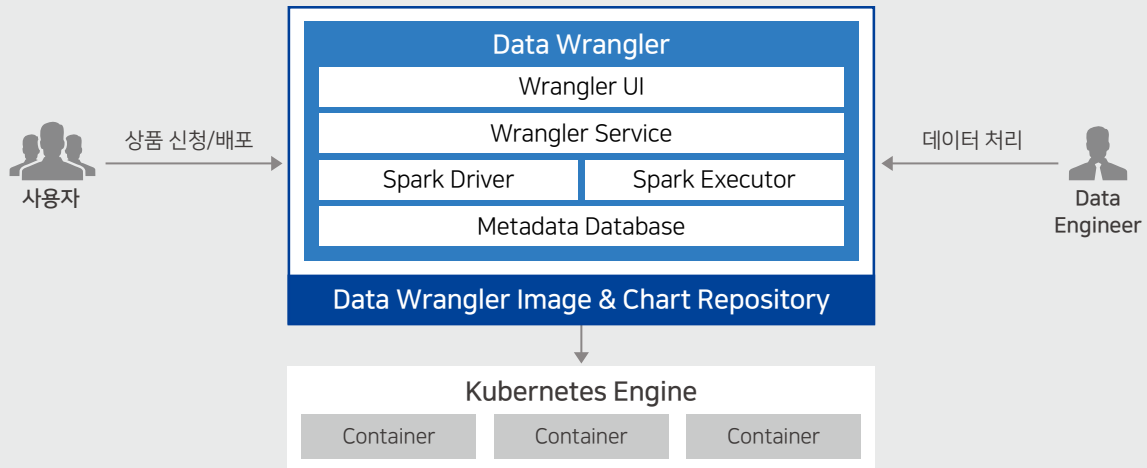 Data Wrangler
Wrangler UI
Wrangler Service
Spark Driver
Spark Executor
Metadata Database
Data Wrangler Image & Chart Repository
상품 신청/배포
사용자
데이터 처리
Data
Engineer
Kubernetes Engine
Container
Container
Container